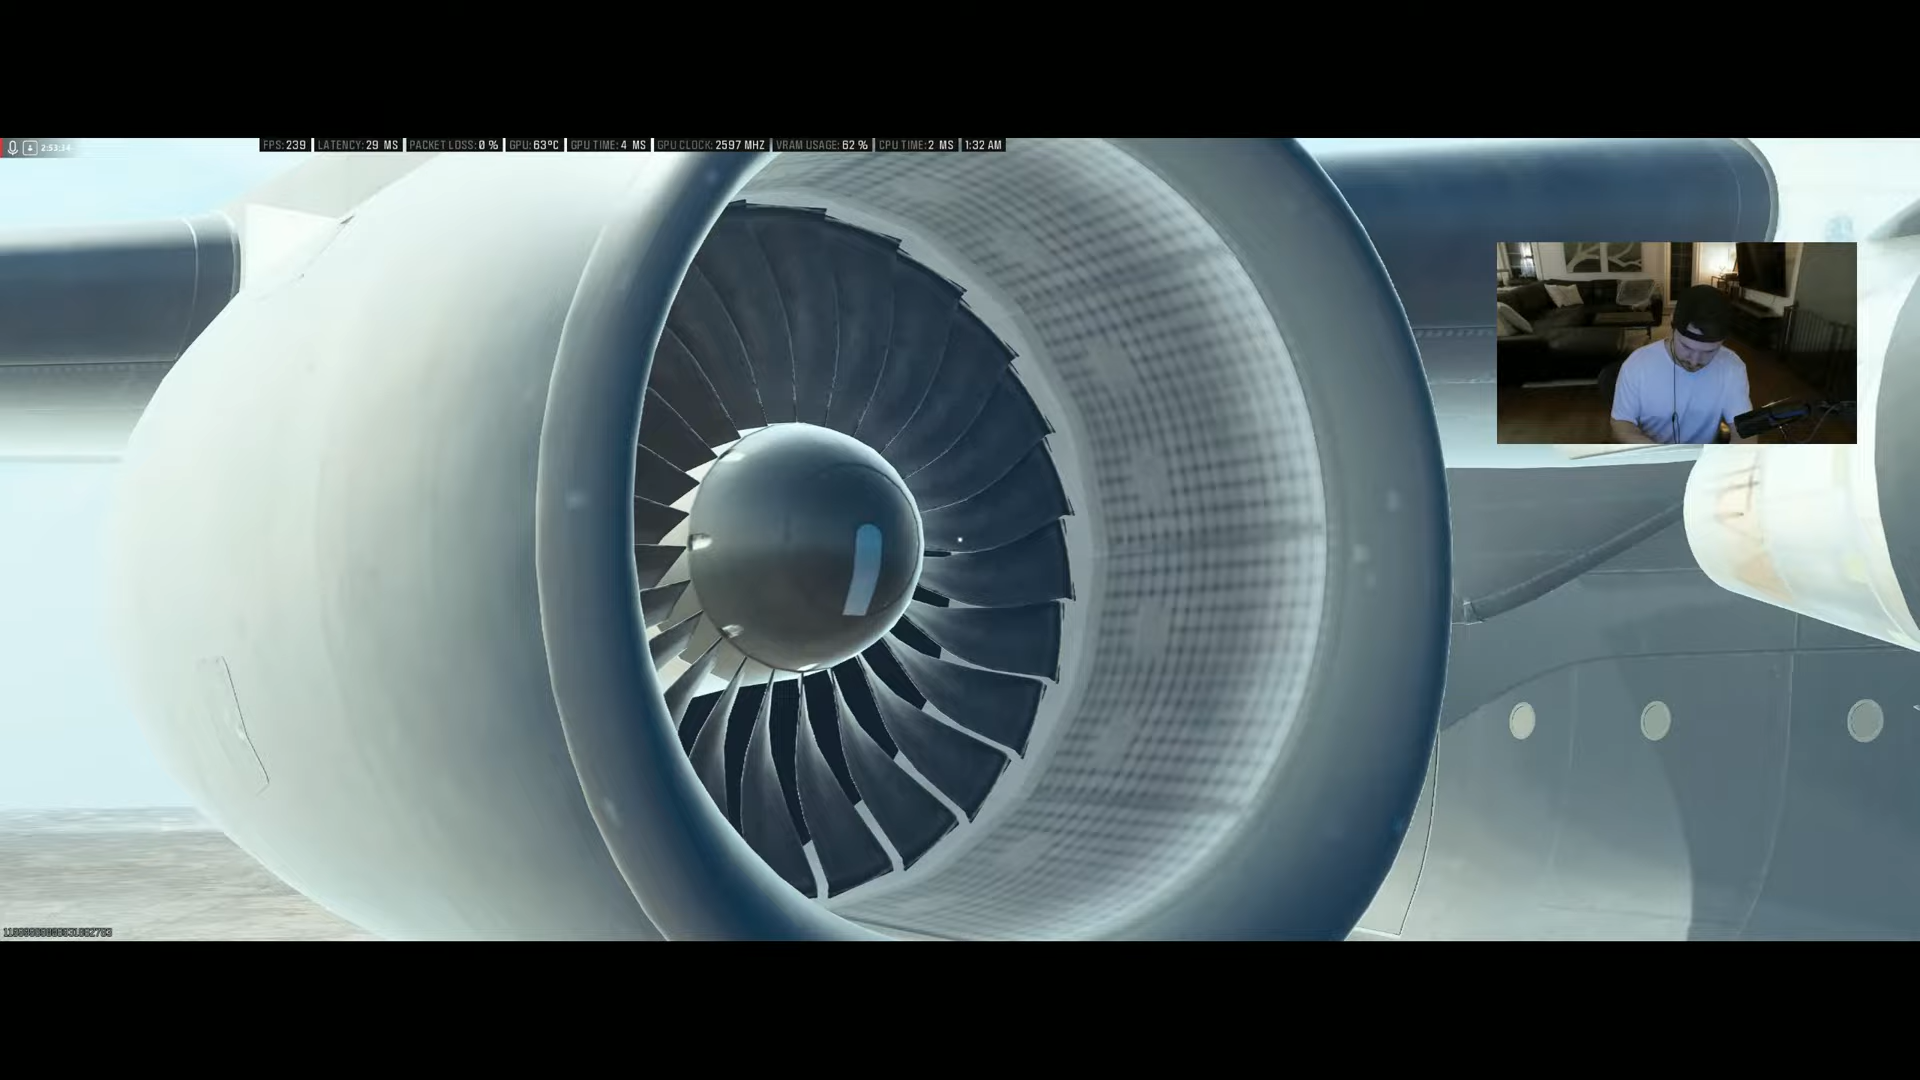 2:53:34
FPS: 239 LATENCY: 29 MS PACKET LOSS: 0 % GPU: 63°C GPU TIME: 4 MS GPU CLOCK: 2597 MHZ VRAM USAGE: 62 % CPU TIME: 2 MS 1:32 AM